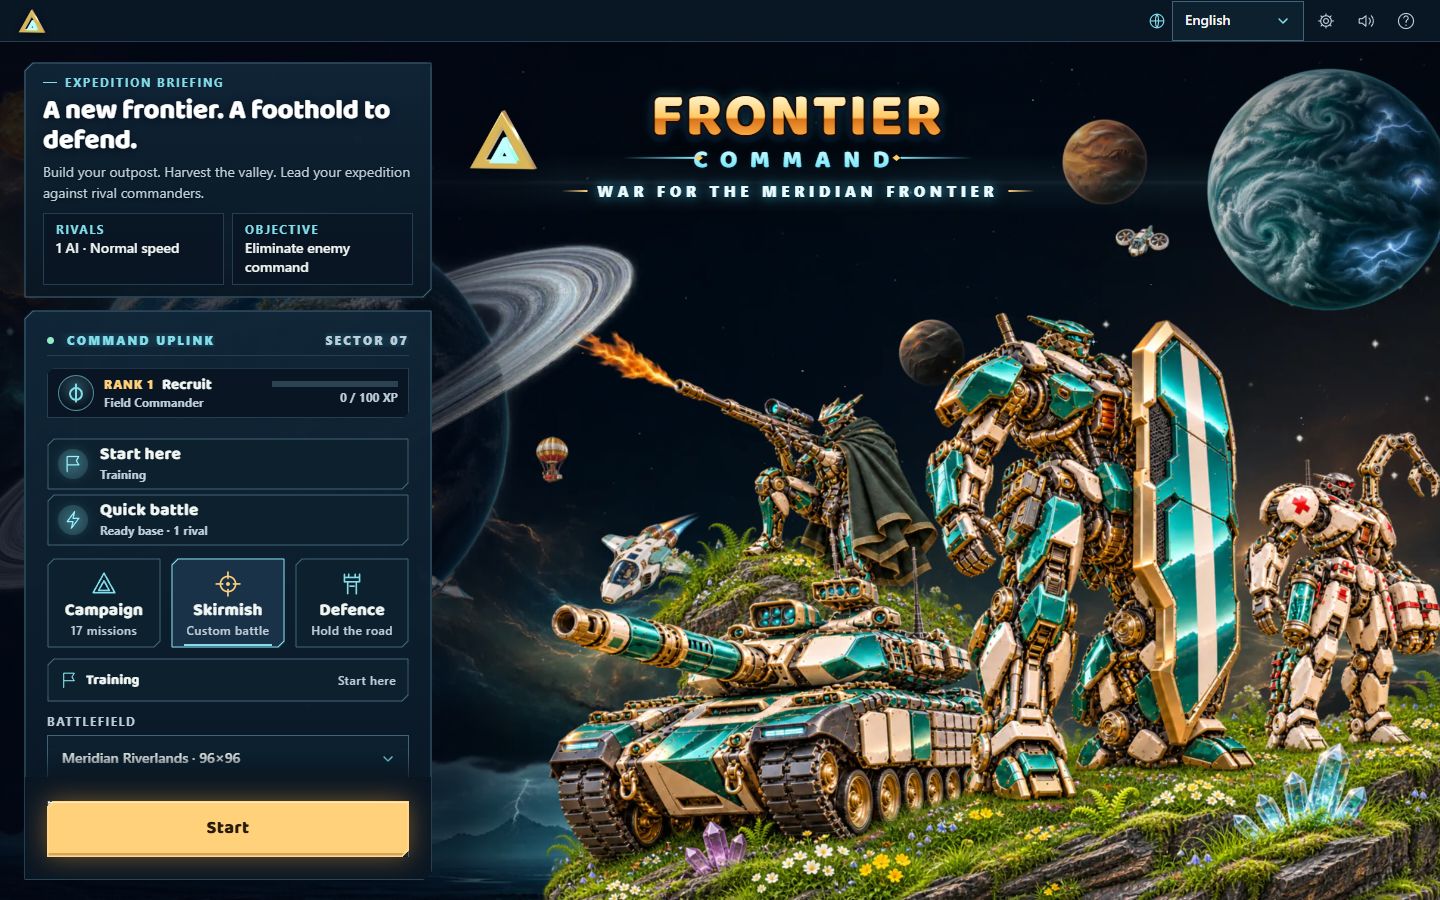 English
EXPEDITION BRIEFING
A new frontier. A foothold to
defend.
Build your outpost. Harvest the valley. Lead your expedition
against rival commanders.
RIVALS
1 AI · Normal speed
OBJECTIVE
Eliminate enemy
command
COMMAND UPLINK
SECTOR 07
RANK 1 Recruit
Field Commander
0 / 100 XP
Start here
Training
Quick battle
Ready base · 1 rival
Campaign
17 missions
Skirmish
Custom battle
Defence
Hold the road
Training
Start here
BATTLEFIELD
Meridian Riverlands · 96×96
Start
FRONTIER
COMMAND
WAR FOR THE MERIDIAN FRONTIER